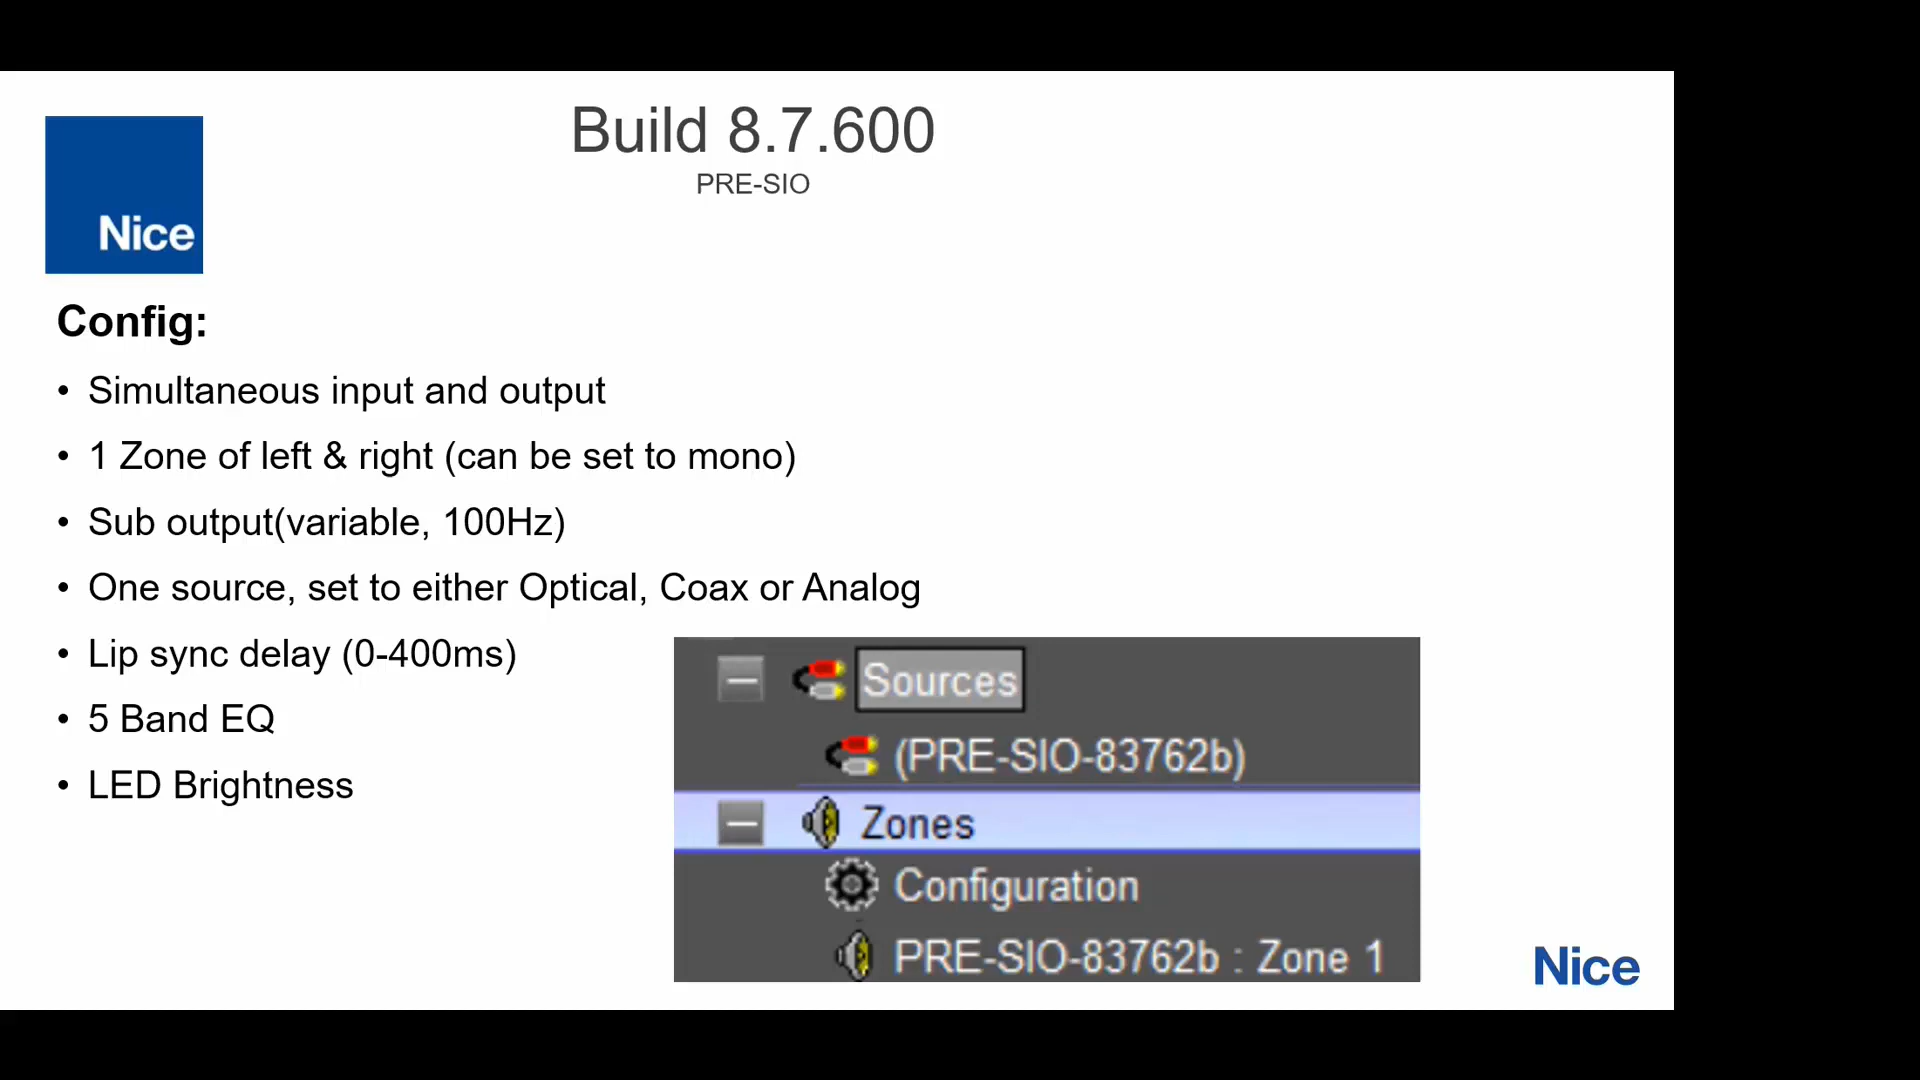 Build 8.7.600
PRE-SIO
Nice
Config:
• Simultaneous input and output
• 1 Zone of left & right (can be set to mono)
• Sub output(variable, 100Hz)
• One source, set to either Optical, Coax or Analog
• Lip sync delay (0-400ms)
• 5 Band EQ
• LED Brightness
Sources
(PRE-SIO-83762b)
Zones
Configuration
PRE-SIO-83762b : Zone 1
Nice